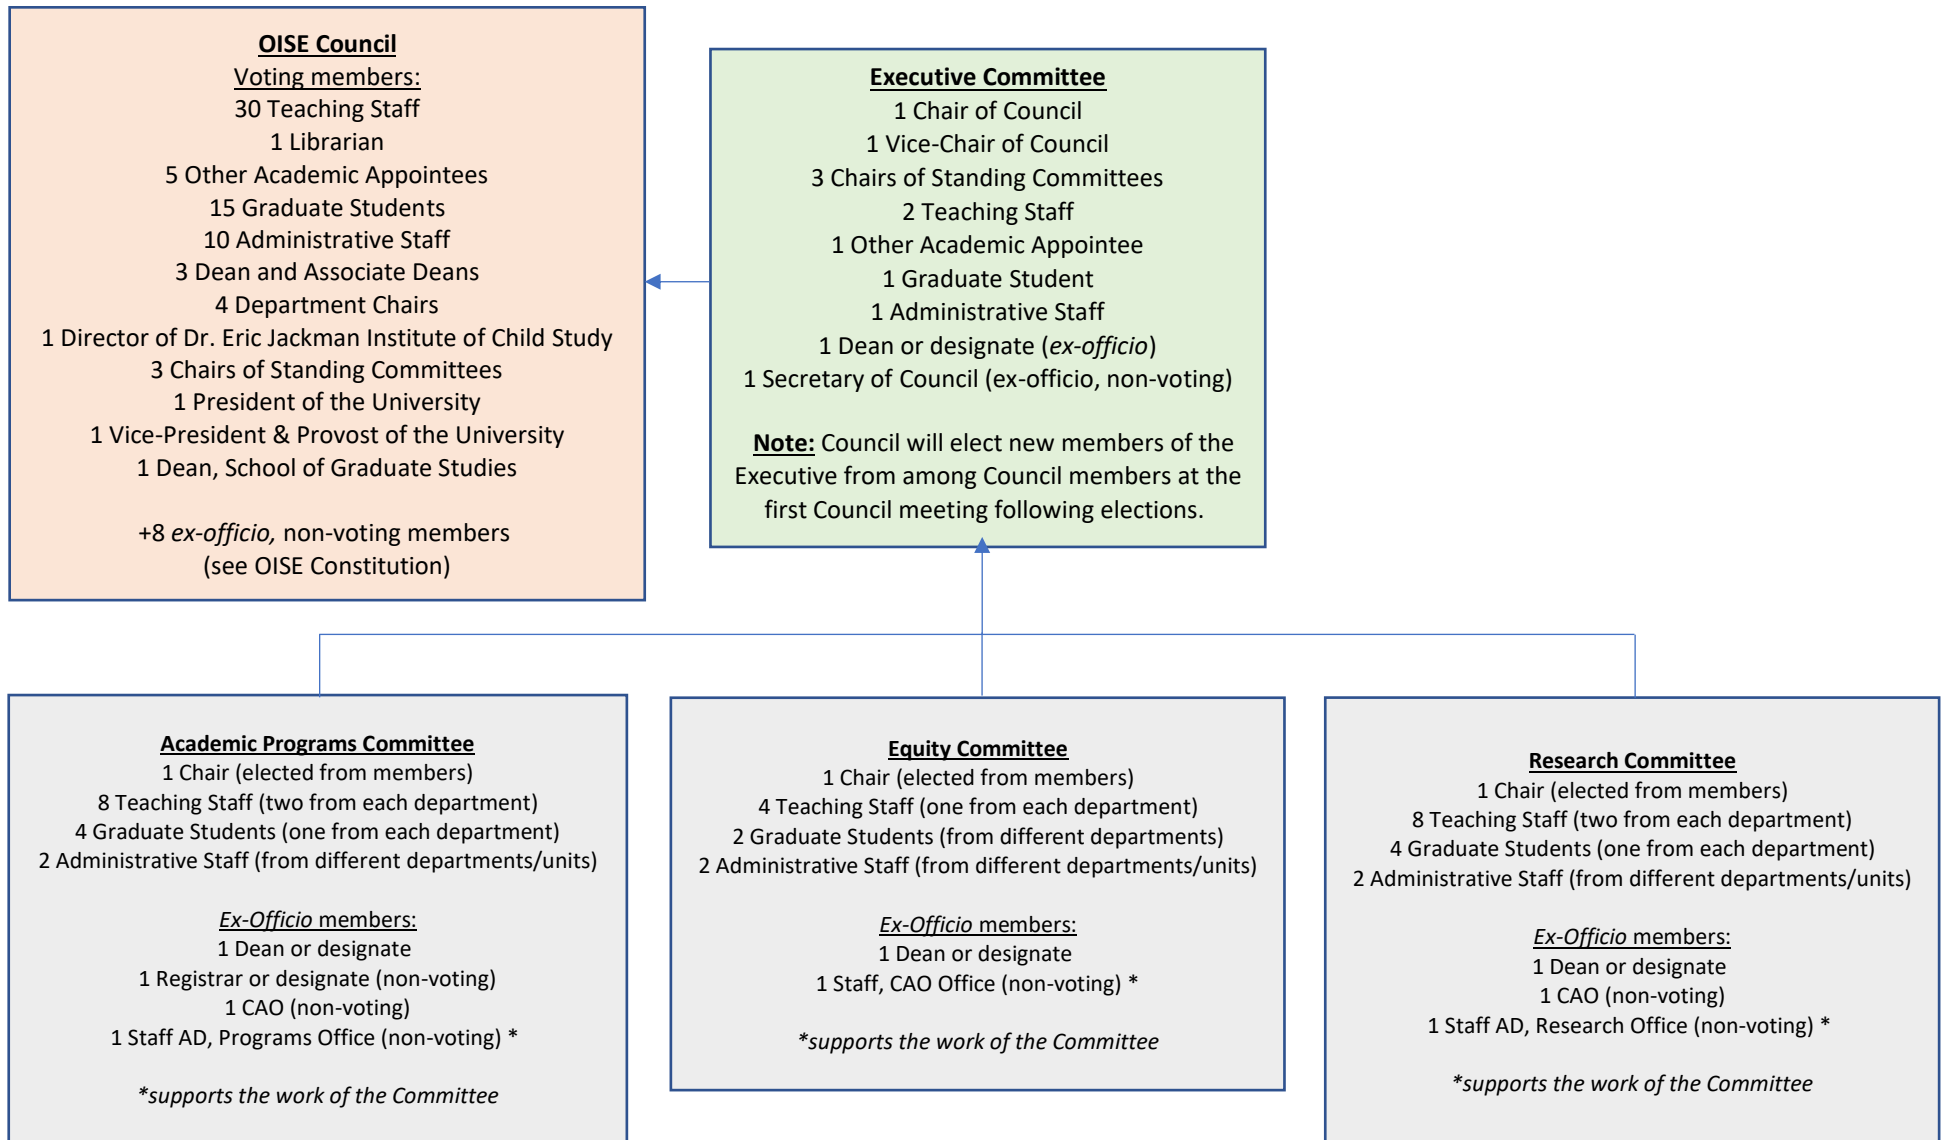 OISE Council
Voting members:
30 Teaching Staff
1 Librarian
5 Other Academic Appointees
15 Graduate Students
10 Administrative Staff
3 Dean and Associate Deans
4 Department Chairs
1 Director of Dr. Eric Jackman Institute of Child Study
3 Chairs of Standing Committees
1 President of the University
1 Vice-President & Provost of the University
1 Dean, School of Graduate Studies
+8 ex-officio, non-voting members
(see OISE Constitution)
Executive Committee
1 Chair of Council
1 Vice-Chair of Council
3 Chairs of Standing Committees
2 Teaching Staff
1 Other Academic Appointee
1 Graduate Student
1 Administrative Staff
1 Dean or designate (ex-officio)
1 Secretary of Council (ex-officio, non-voting)
Note: Council will elect new members of the
Executive from among Council members at the
first Council meeting following elections.
Academic Programs Committee
1 Chair (elected from members)
8 Teaching Staff (two from each department)
4 Graduate Students (one from each department)
2 Administrative Staff (from different departments/units)
Ex-Officio members:
1 Dean or designate
1 Registrar or designate (non-voting)
1 CAO (non-voting)
1 Staff AD, Programs Office (non-voting) *
*supports the work of the Committee
Equity Committee
1 Chair (elected from members)
4 Teaching Staff (one from each department)
2 Graduate Students (from different departments)
2 Administrative Staff (from different departments/units)
Ex-Officio members:
1 Dean or designate
1 Staff, CAO Office (non-voting) *
*supports the work of the Committee
Research Committee
1 Chair (elected from members)
8 Teaching Staff (two from each department)
4 Graduate Students (one from each department)
2 Administrative Staff (from different departments/units)
Ex-Officio members:
1 Dean or designate
1 CAO (non-voting)
1 Staff AD, Research Office (non-voting) *
*supports the work of the Committee